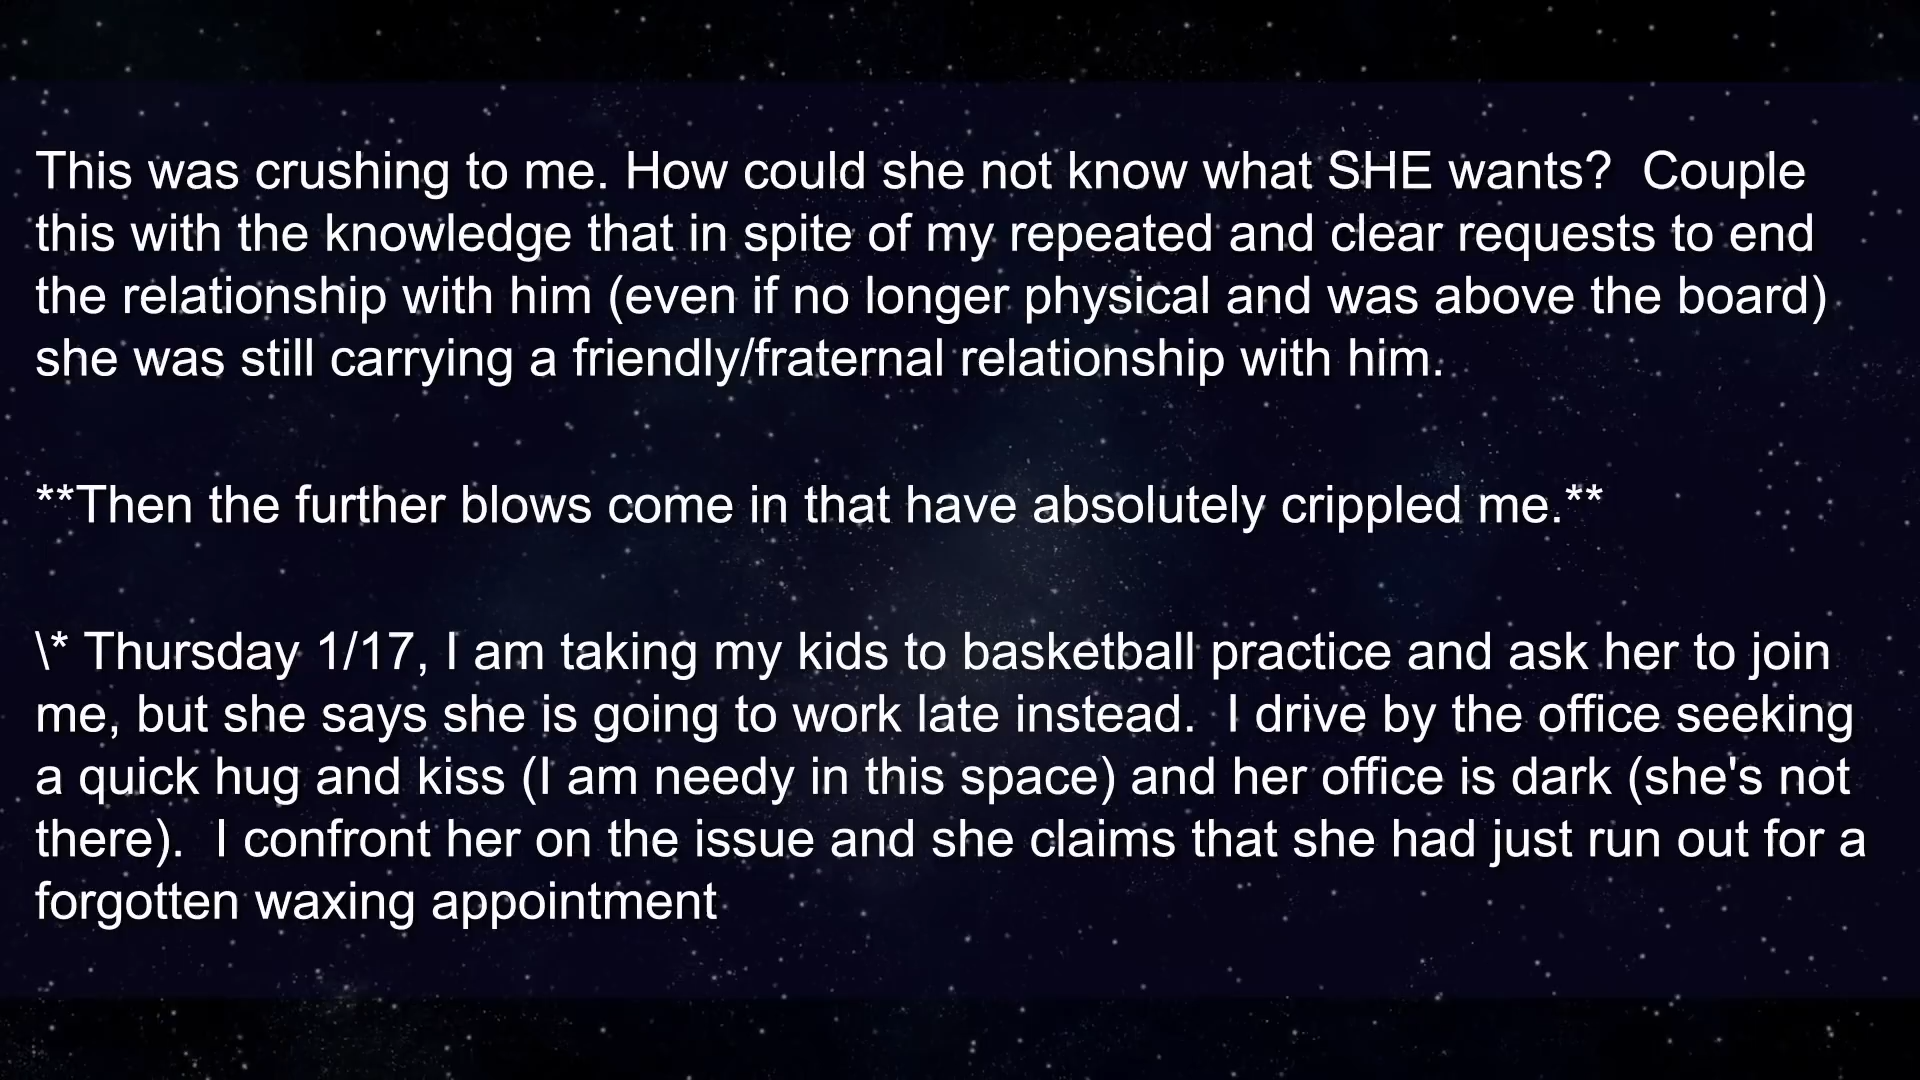 This was crushing to me. How could she not know what SHE wants?  Couple
this with the knowledge that in spite of my repeated and clear requests to end
the relationship with him (even if no longer physical and was above the board)
she was still carrying a friendly/fraternal relationship with him.
**Then the further blows come in that have absolutely crippled me.**
\* Thursday 1/17, I am taking my kids to basketball practice and ask her to join
me, but she says she is going to work late instead.  I drive by the office seeking
a quick hug and kiss (I am needy in this space) and her office is dark (she's not
there).  I confront her on the issue and she claims that she had just run out for a
forgotten waxing appointment